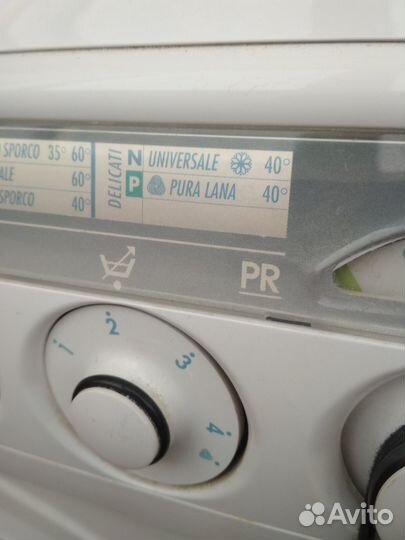 SPORCO 35° 60°
ALE 60°
SPORCO 40°
DELICATI
N UNIVERSALE 40°
P PURA LANA 40°
PR
1 2 3 4
Avito